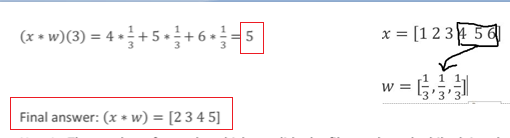 (x ∗ w)(3) = 4 ∗ 1/3 + 5 ∗ 1/3 + 6 ∗ 1/3 = 5
x = [1 2 3 4 5 6]
w = [1/3, 1/3, 1/3]
Final answer: (x ∗ w) = [2 3 4 5]